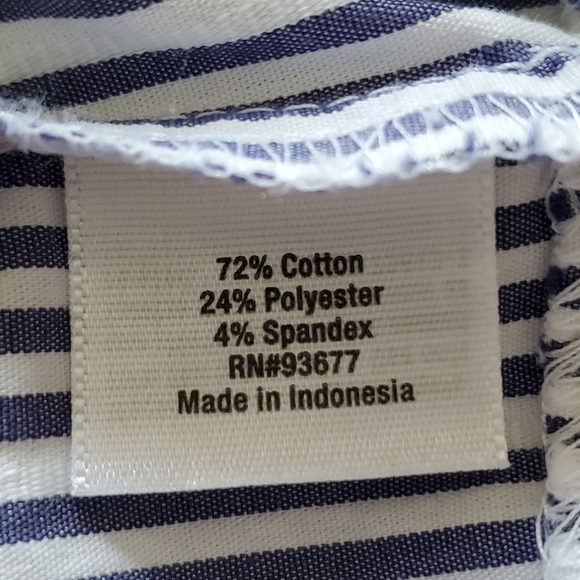 72% Cotton
24% Polyester
4% Spandex
RN#93677
Made in Indonesia